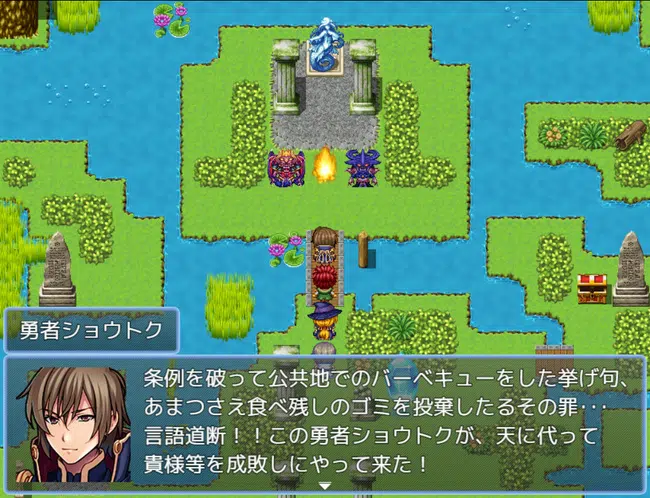 勇者ショウトク
条例を破って公共地でのバーベキューをした挙げ句、
あまつさえ食べ残しのゴミを投棄したるその罪･･･
言語道断！！この勇者ショウトクが、天に代って
貴様等を成敗しにやって来た！